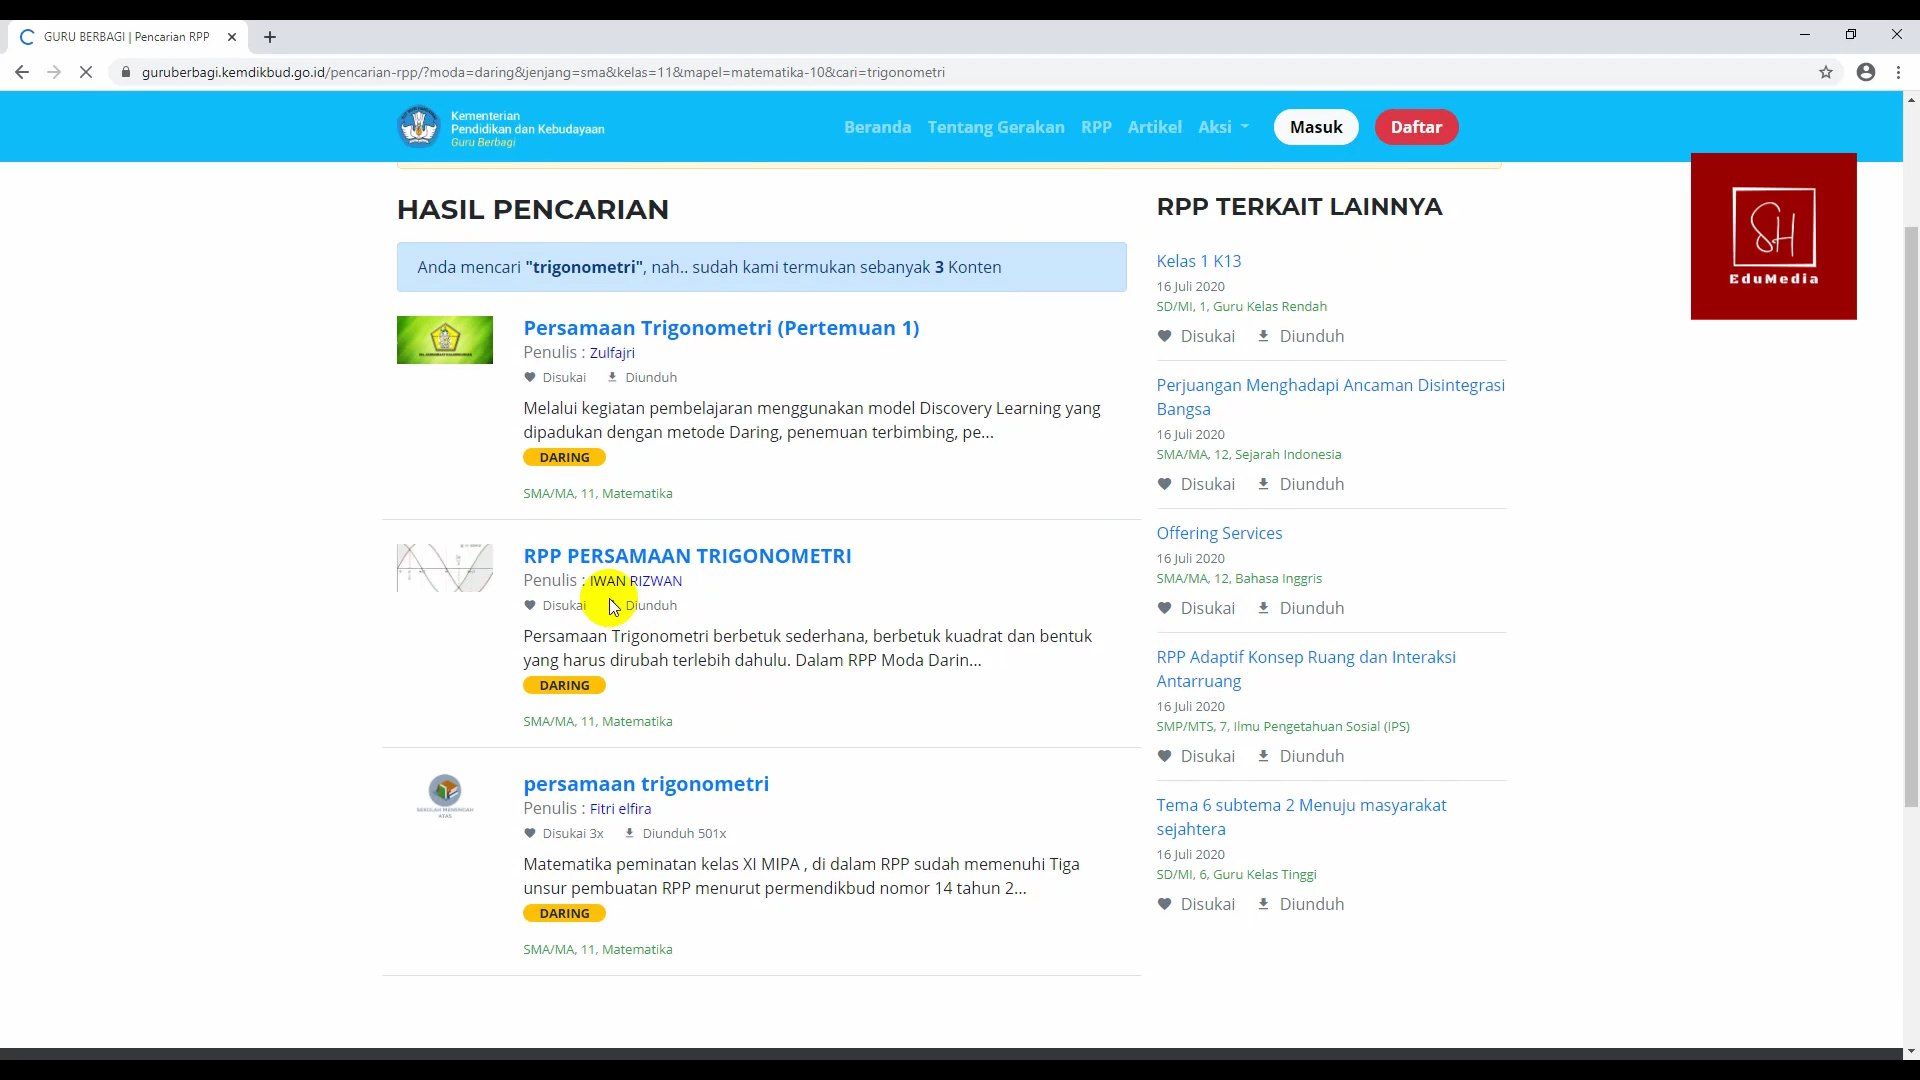 GURU BERBAGI | Pencarian RPP
guruberbagi.kemdikbud.go.id/pencarian-rpp/?moda=daring&jenjang=sma&kelas=11&mapel=matematika-10&cari=trigonometri
Kementerian
Pendidikan dan Kebudayaan
Guru Berbagi
Beranda Tentang Gerakan RPP Artikel Aksi Masuk Daftar
HASIL PENCARIAN
Anda mencari "trigonometri", nah.. sudah kami termukan sebanyak 3 Konten
Persamaan Trigonometri (Pertemuan 1)
Penulis : Zulfajri
Disukai Diunduh
Melalui kegiatan pembelajaran menggunakan model Discovery Learning yang
dipadukan dengan metode Daring, penemuan terbimbing, pe...
DARING
SMA/MA, 11, Matematika
RPP PERSAMAAN TRIGONOMETRI
Penulis : IWAN RIZWAN
Disukai Diunduh
Persamaan Trigonometri berbetuk sederhana, berbetuk kuadrat dan bentuk
yang harus dirubah terlebih dahulu. Dalam RPP Moda Darin...
DARING
SMA/MA, 11, Matematika
SEKOLAH MENENGAH
ATAS
persamaan trigonometri
Penulis : Fitri elfira
Disukai 3x Diunduh 501x
Matematika peminatan kelas XI MIPA , di dalam RPP sudah memenuhi Tiga
unsur pembuatan RPP menurut permendikbud nomor 14 tahun 2...
DARING
SMA/MA, 11, Matematika
RPP TERKAIT LAINNYA
Kelas 1 K13
16 Juli 2020
SD/MI, 1, Guru Kelas Rendah
Disukai Diunduh
Perjuangan Menghadapi Ancaman Disintegrasi
Bangsa
16 Juli 2020
SMA/MA, 12, Sejarah Indonesia
Disukai Diunduh
Offering Services
16 Juli 2020
SMA/MA, 12, Bahasa Inggris
Disukai Diunduh
RPP Adaptif Konsep Ruang dan Interaksi
Antarruang
16 Juli 2020
SMP/MTS, 7, Ilmu Pengetahuan Sosial (IPS)
Disukai Diunduh
Tema 6 subtema 2 Menuju masyarakat
sejahtera
16 Juli 2020
SD/MI, 6, Guru Kelas Tinggi
Disukai Diunduh
SH
EduMedia